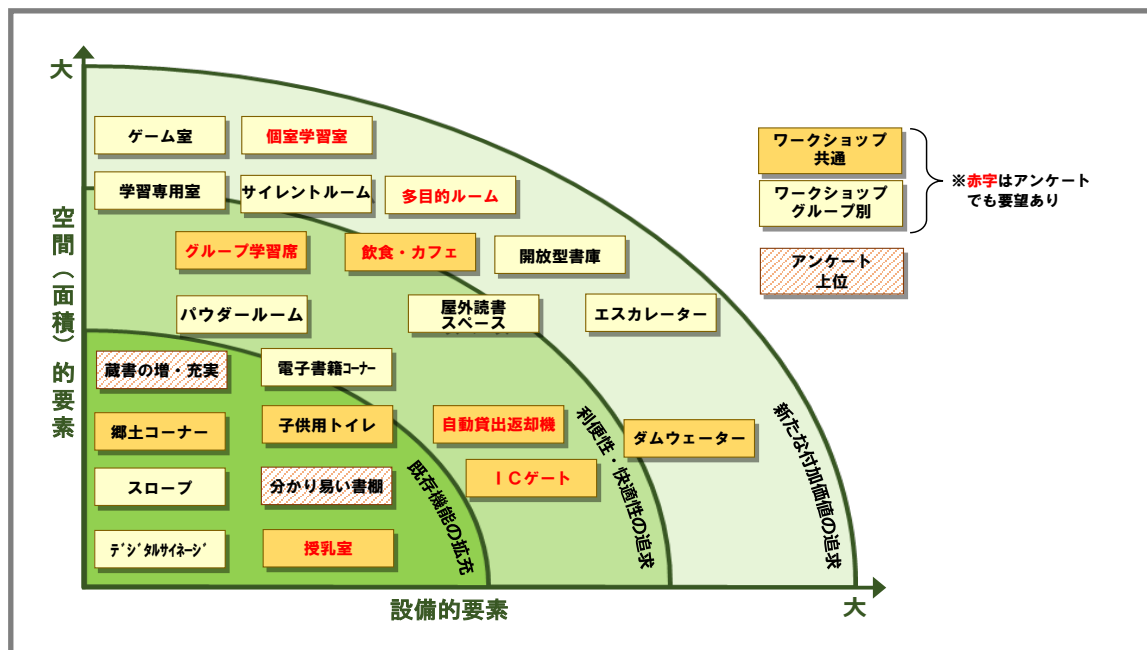 大
ゲーム室
個室学習室
ワークショップ
共通
学習専用室
サイレントルーム
多目的ルーム
ワークショップ
グループ別
※赤字はアンケート
でも要望あり
グループ学習席
飲食・カフェ
開放型書庫
アンケート
上位
パウダールーム
屋外読書
スペース
エスカレーター
空間（面積）的要素
蔵書の増・充実
電子書籍ｺｰﾅｰ
郷土コーナー
子供用トイレ
自動貸出返却機
ダムウェーター
スロープ
分かり易い書棚
ＩＣゲート
ﾃﾞｼﾞﾀﾙｻｲﾈｰｼﾞ
授乳室
既存機能の拡充
利便性・快適性の追求
新たな付加価値の追求
設備的要素
大